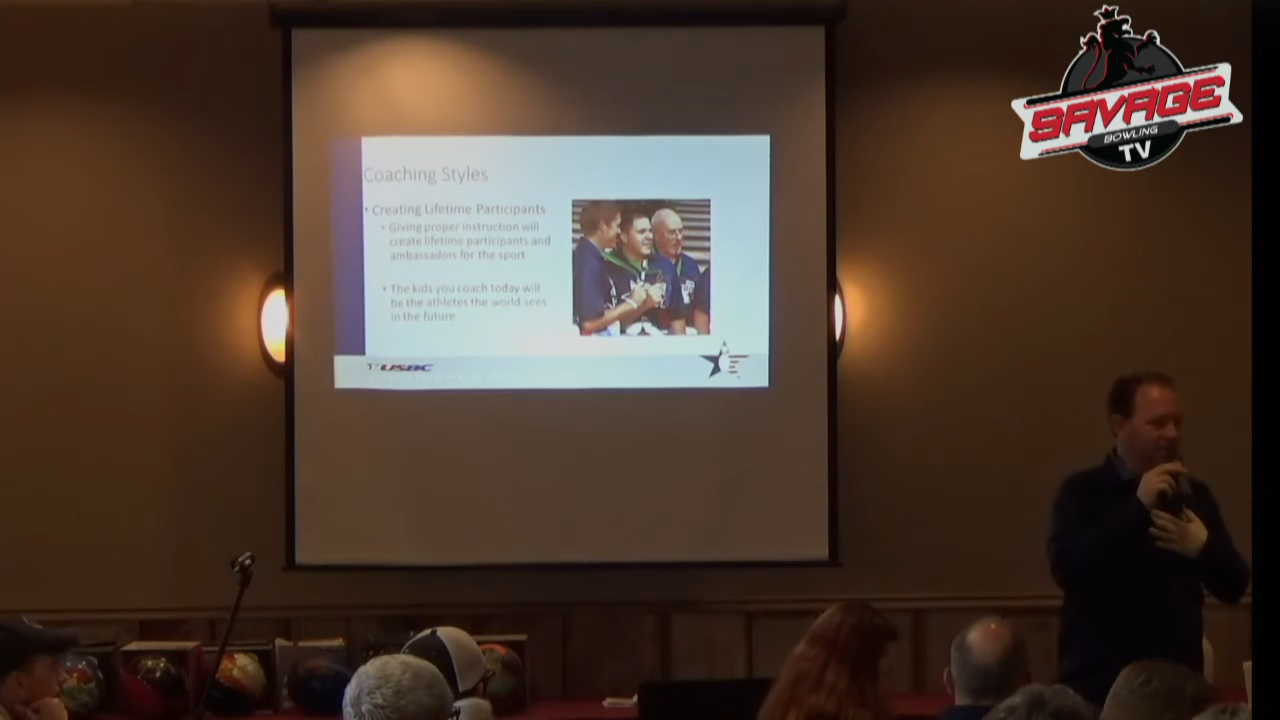 SAVAGE
BOWLING
TV
Coaching Styles
• Creating Lifetime Participants
• Giving proper instruction will
create lifetime participants and
ambassadors for the sport
• The kids you coach today will
be the athletes the world sees
in the future
USBC